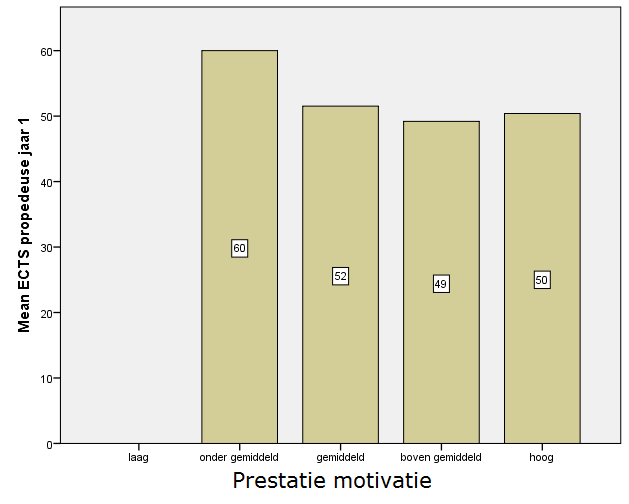 Mean ECTS propedeuse jaar 1
60
50
40
30
20
10
0
60
52
49
50
laag
onder gemiddeld
gemiddeld
boven gemiddeld
hoog
Prestatie motivatie